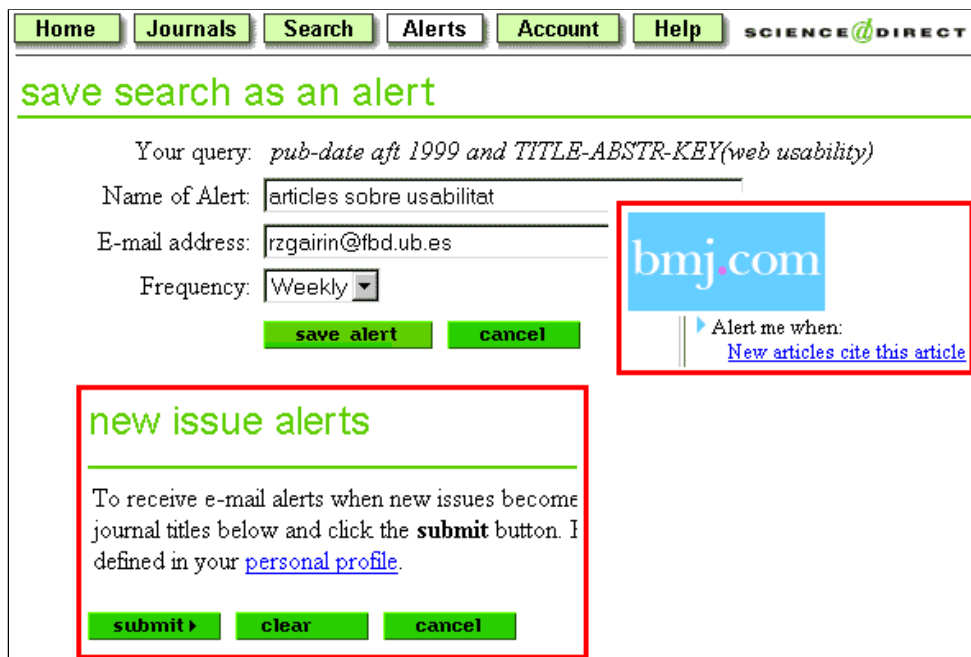 Home Journals Search Alerts Account Help SCIENCE@DIRECT
save search as an alert
Your query: pub-date aft 1999 and TITLE-ABSTR-KEY(web usability)
Name of Alert: articles sobre usabilitat
E-mail address: rzgairin@fbd.ub.es
Frequency: Weekly
save alert cancel
bmj.com
Alert me when:
New articles cite this article
new issue alerts
To receive e-mail alerts when new issues become
journal titles below and click the submit button.
defined in your personal profile.
submit clear cancel